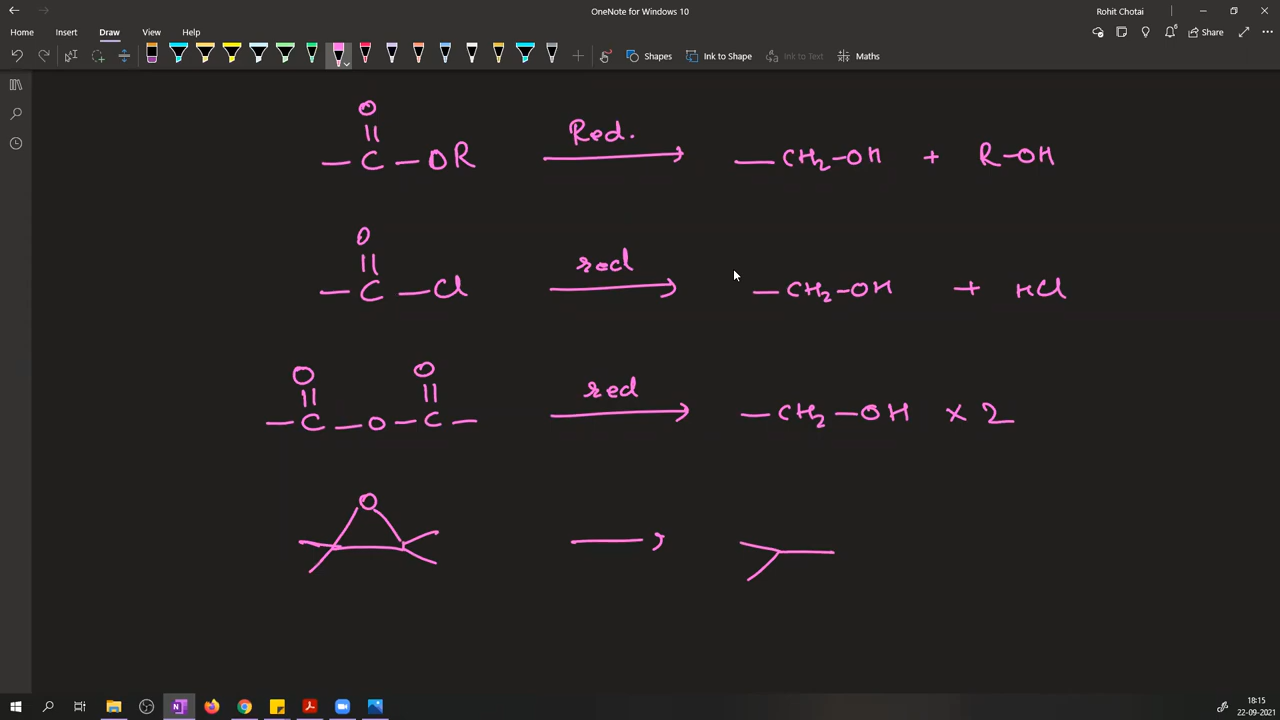 OneNote for Windows 10
Rohit Chotai
Home Insert Draw View Help
Share
Shapes Ink to Shape Ink to Text Maths
O
— C — OR Red. — CH2–OH + R–OH
O
— C — Cl red — CH2–OH + HCl
O O
— C — O — C — red — CH2 — OH × 2
O
18:15
22-09-2021